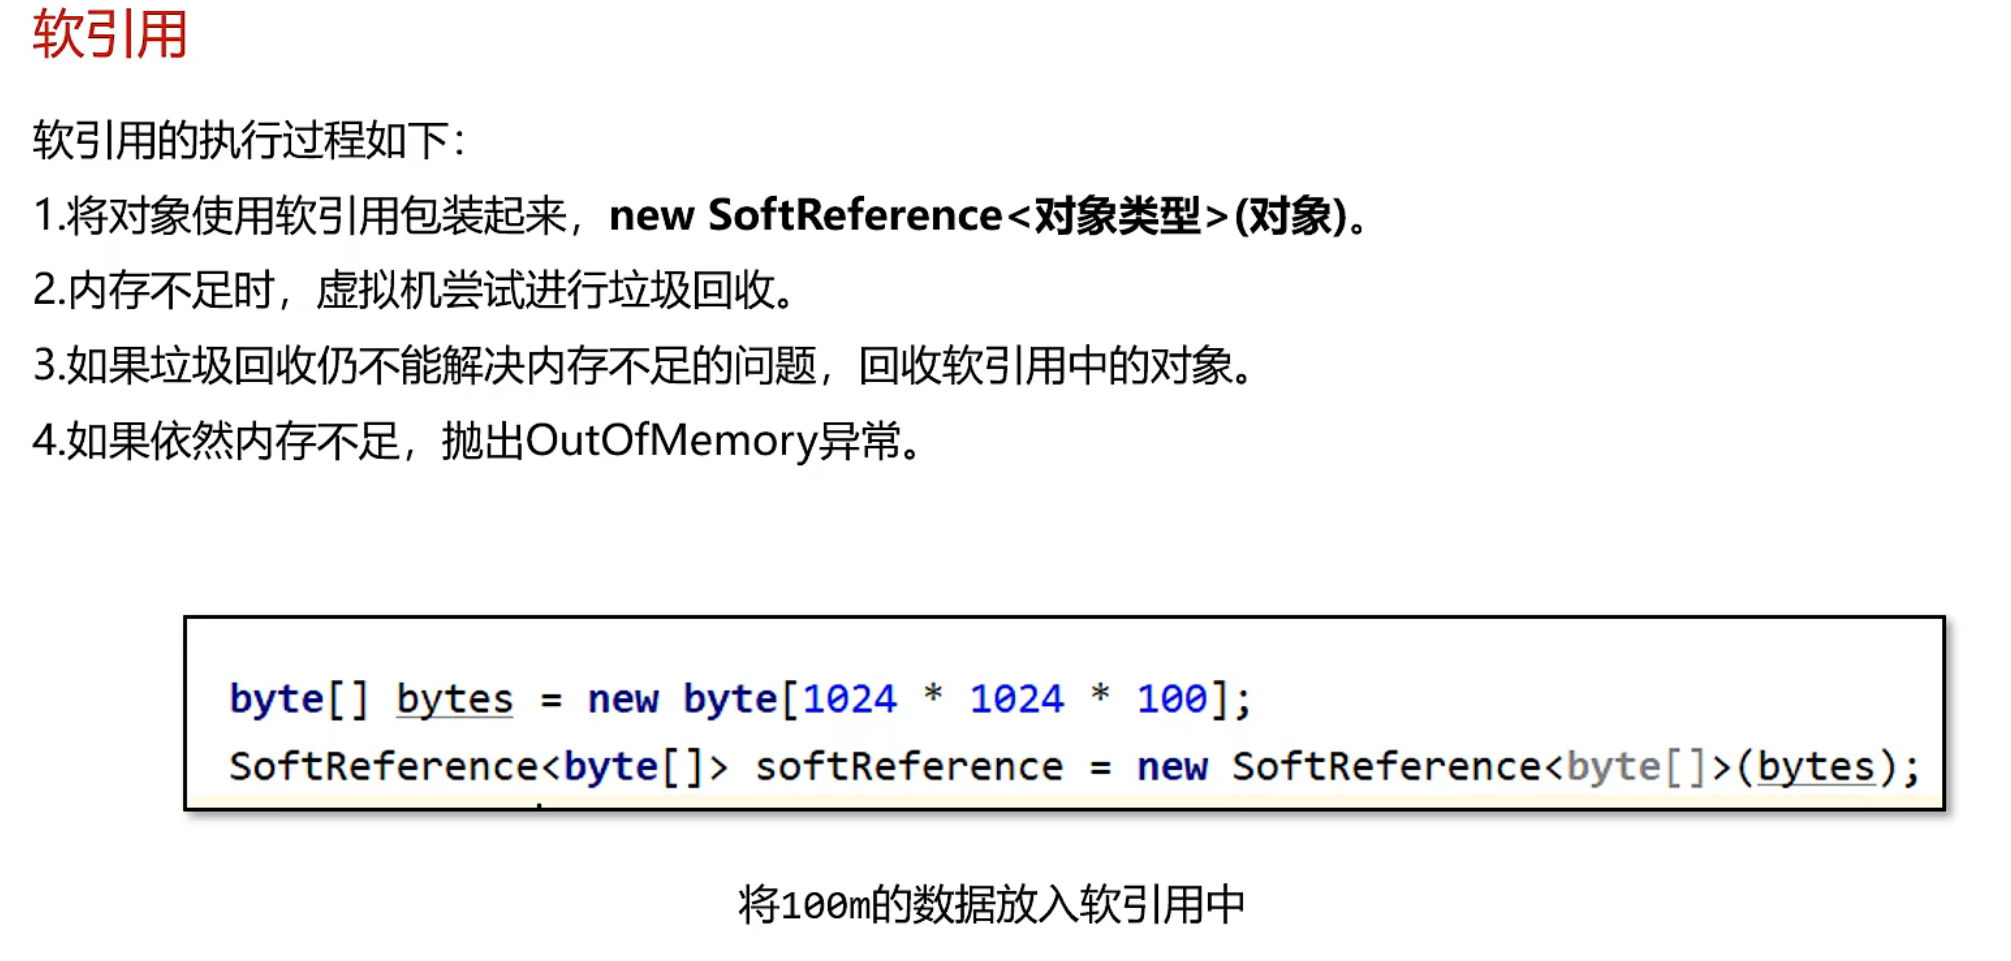 软引用
软引用的执行过程如下：
1.将对象使用软引用包装起来，new SoftReference<对象类型>(对象)。
2.内存不足时，虚拟机尝试进行垃圾回收。
3.如果垃圾回收仍不能解决内存不足的问题，回收软引用中的对象。
4.如果依然内存不足，抛出OutOfMemory异常。
byte[] bytes = new byte[1024 * 1024 * 100];
SoftReference<byte[]> softReference = new SoftReference<byte[]>(bytes);
将100m的数据放入软引用中